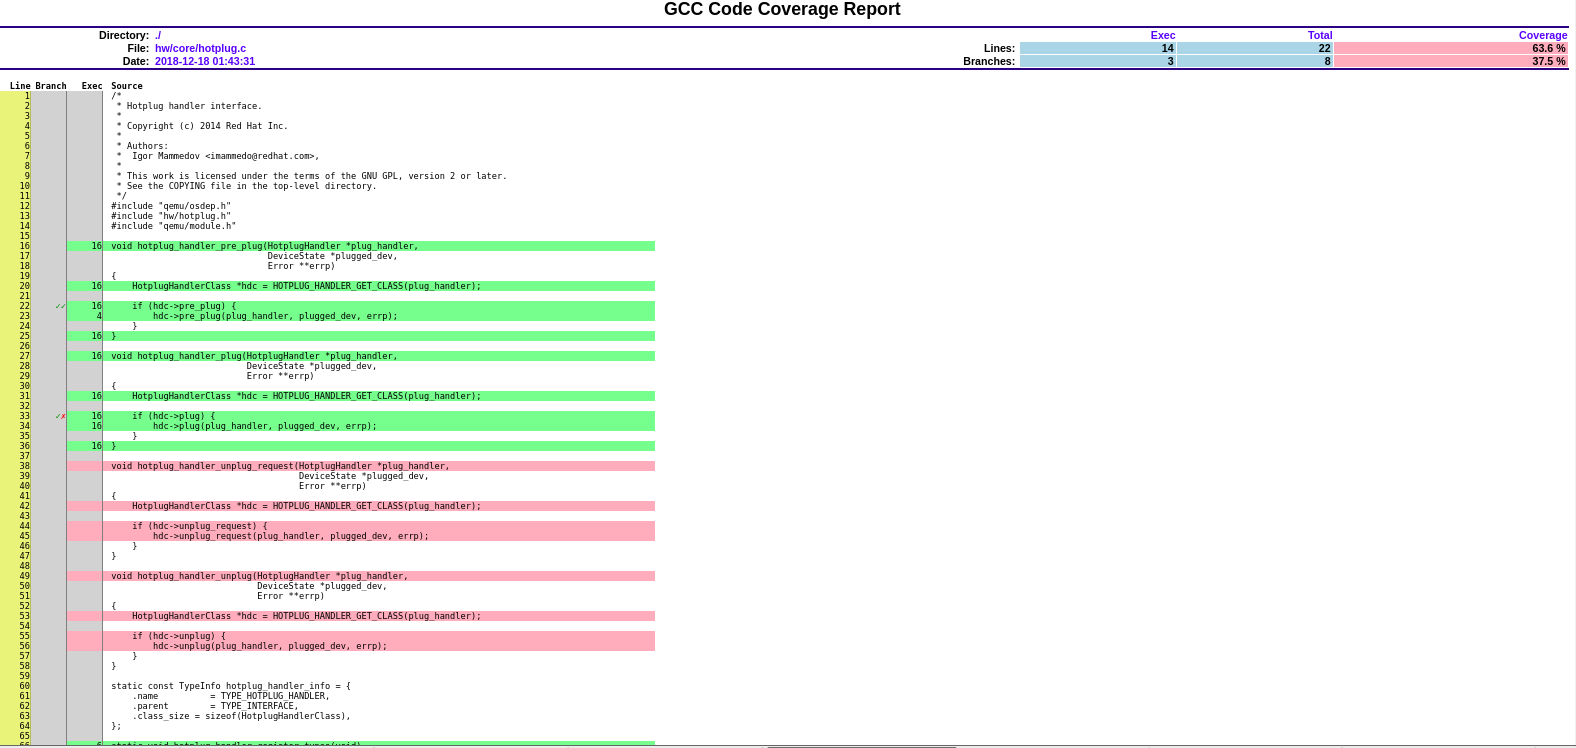 GCC Code Coverage Report
Directory: ./ Exec Total Coverage
File: hw/core/hotplug.c Lines: 14 22 63.6 %
Date: 2018-12-18 01:43:31 Branches: 3 8 37.5 %
Line Branch Exec Source
1 /*
2  * Hotplug handler interface.
3  *
4  * Copyright (c) 2014 Red Hat Inc.
5  *
6  * Authors:
7  *  Igor Mammedov <imammedo@redhat.com>,
8  *
9  * This work is licensed under the terms of the GNU GPL, version 2 or later.
10  * See the COPYING file in the top-level directory.
11  */
12 #include "qemu/osdep.h"
13 #include "hw/hotplug.h"
14 #include "qemu/module.h"
15
16 16 void hotplug_handler_pre_plug(HotplugHandler *plug_handler,
17 DeviceState *plugged_dev,
18 Error **errp)
19 {
20 16 HotplugHandlerClass *hdc = HOTPLUG_HANDLER_GET_CLASS(plug_handler);
21
22 ✓✓ 16 if (hdc->pre_plug) {
23 4 hdc->pre_plug(plug_handler, plugged_dev, errp);
24 }
25 16 }
26
27 16 void hotplug_handler_plug(HotplugHandler *plug_handler,
28 DeviceState *plugged_dev,
29 Error **errp)
30 {
31 16 HotplugHandlerClass *hdc = HOTPLUG_HANDLER_GET_CLASS(plug_handler);
32
33 ✓✗ 16 if (hdc->plug) {
34 16 hdc->plug(plug_handler, plugged_dev, errp);
35 }
36 16 }
37
38 void hotplug_handler_unplug_request(HotplugHandler *plug_handler,
39 DeviceState *plugged_dev,
40 Error **errp)
41 {
42 HotplugHandlerClass *hdc = HOTPLUG_HANDLER_GET_CLASS(plug_handler);
43
44 if (hdc->unplug_request) {
45 hdc->unplug_request(plug_handler, plugged_dev, errp);
46 }
47 }
48
49 void hotplug_handler_unplug(HotplugHandler *plug_handler,
50 DeviceState *plugged_dev,
51 Error **errp)
52 {
53 HotplugHandlerClass *hdc = HOTPLUG_HANDLER_GET_CLASS(plug_handler);
54
55 if (hdc->unplug) {
56 hdc->unplug(plug_handler, plugged_dev, errp);
57 }
58 }
59
60 static const TypeInfo hotplug_handler_info = {
61 .name          = TYPE_HOTPLUG_HANDLER,
62 .parent        = TYPE_INTERFACE,
63 .class_size = sizeof(HotplugHandlerClass),
64 };
65
66 6 static void hotplug_handler_register_types(void)